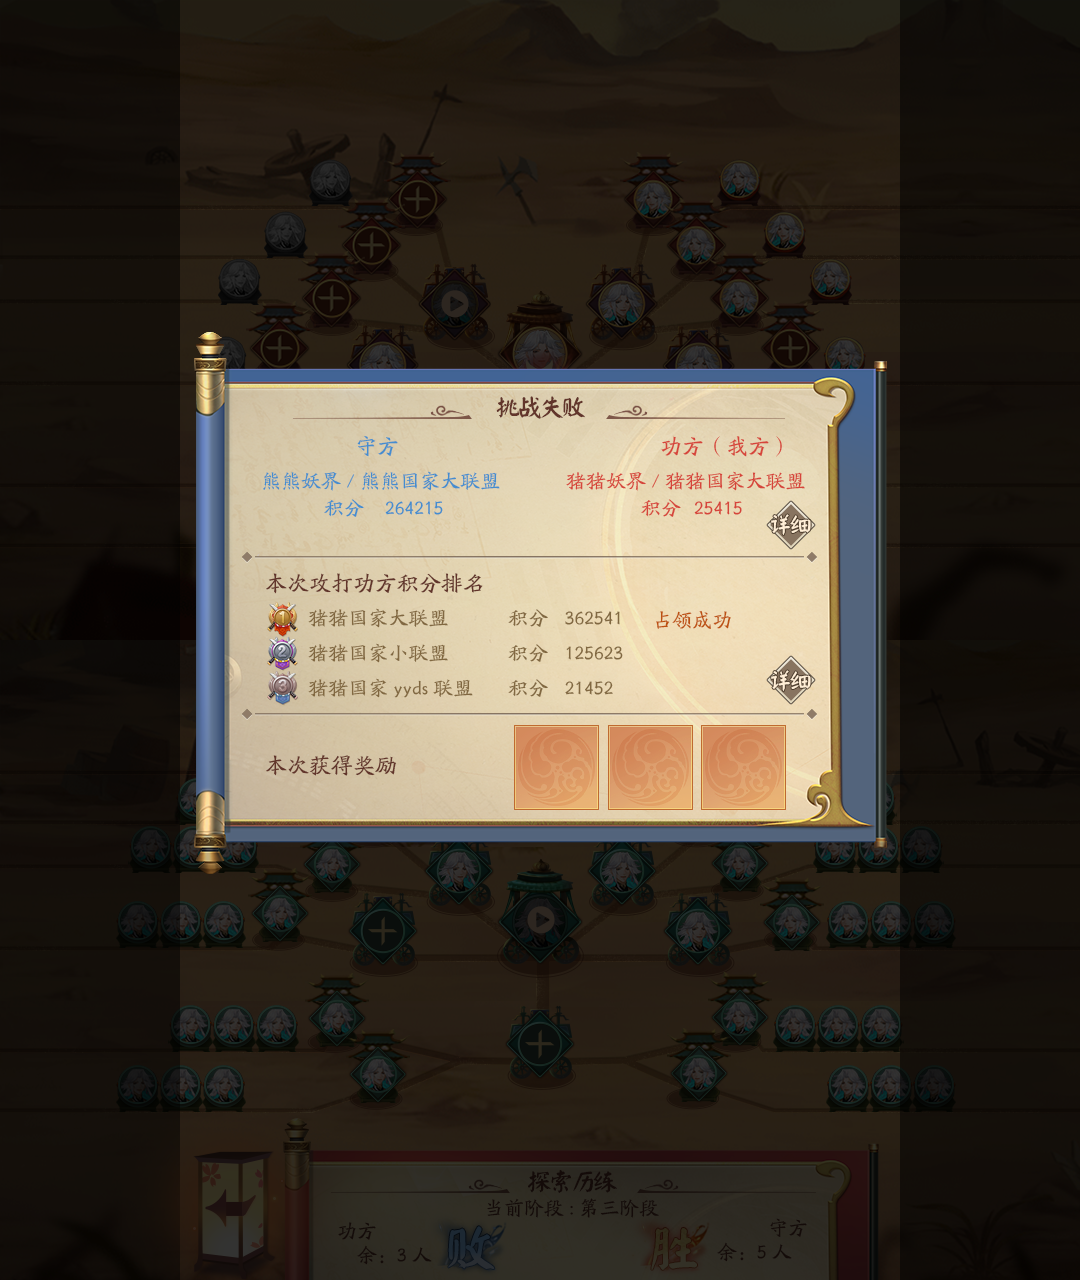 挑战失败
守方
功方（我方）
熊熊妖界 / 熊熊国家大联盟
猪猪妖界 / 猪猪国家大联盟
积分 264215
积分 25415
详细
本次攻打功方积分排名
1 猪猪国家大联盟 积分 362541 占领成功
2 猪猪国家小联盟 积分 125623
3 猪猪国家 yyds 联盟 积分 21452
详细
本次获得奖励
探索历练
当前阶段：第三阶段
功方
守方
余：3 人 败
胜 余：5 人